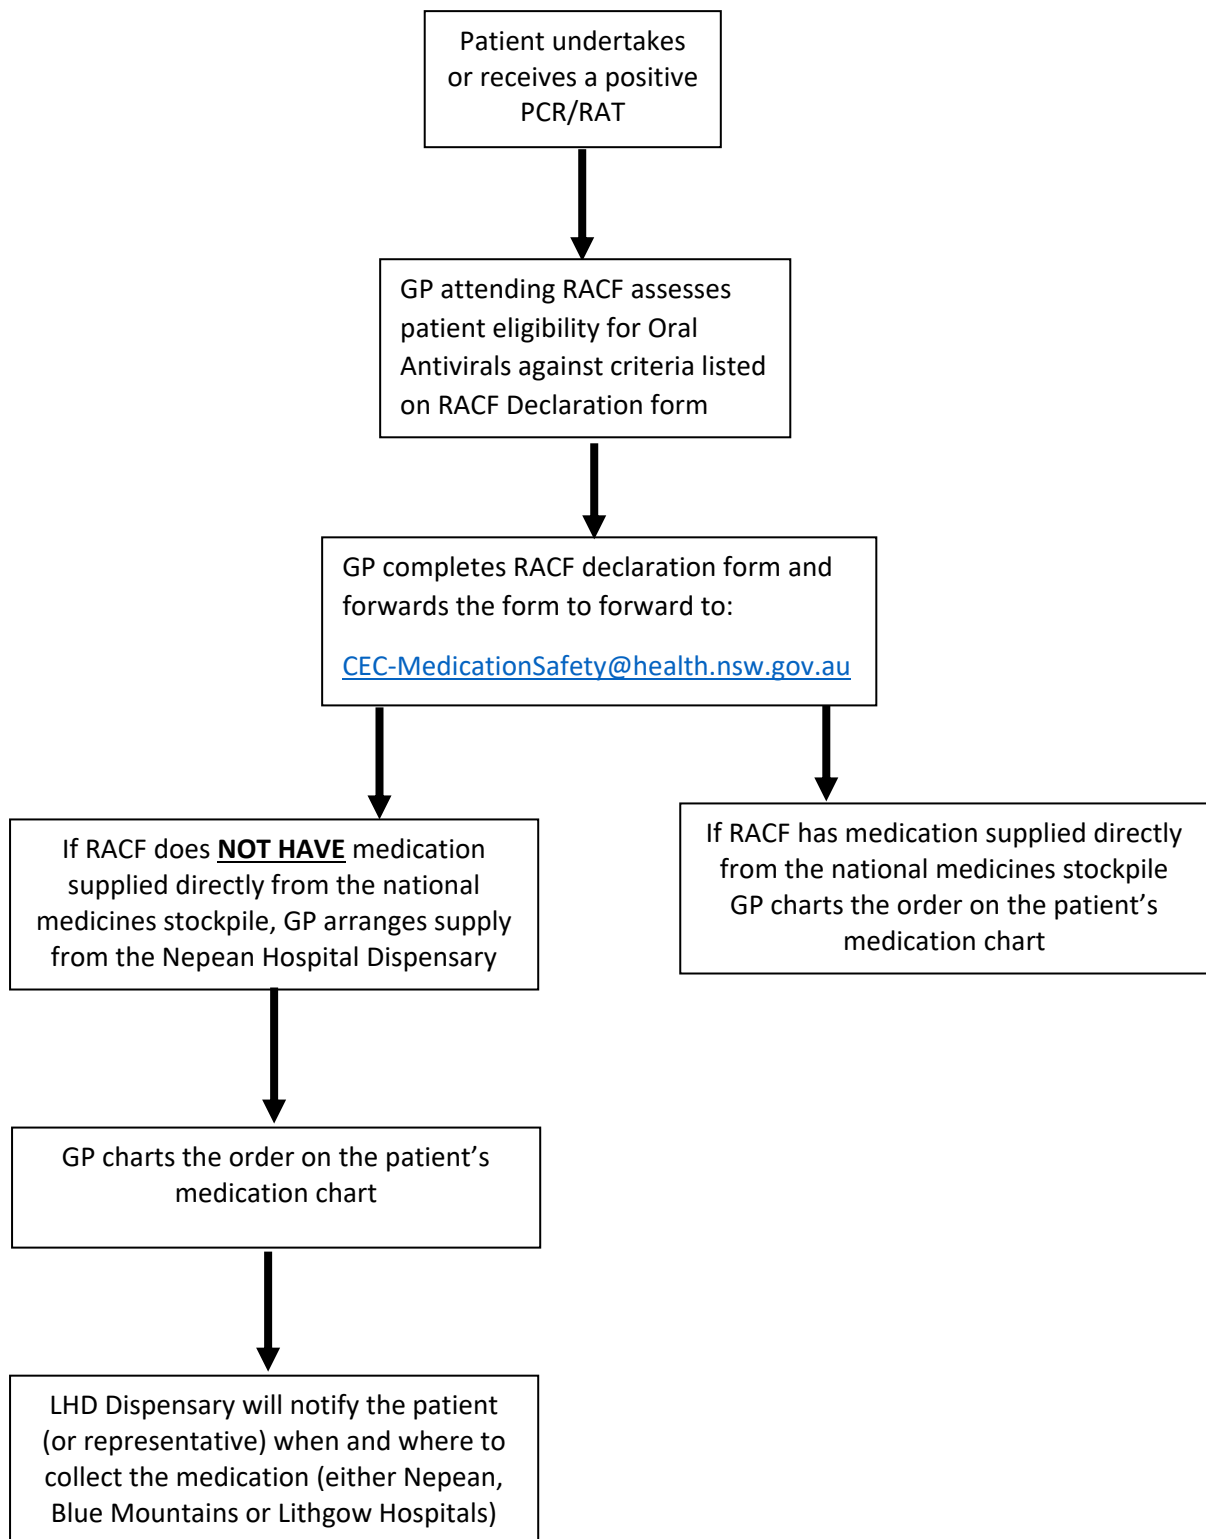 Patient undertakes
or receives a positive
PCR/RAT
GP attending RACF assesses
patient eligibility for Oral
Antivirals against criteria listed
on RACF Declaration form
GP completes RACF declaration form and
forwards the form to forward to:
CEC-MedicationSafety@health.nsw.gov.au
If RACF does NOT HAVE medication
supplied directly from the national
medicines stockpile, GP arranges supply
from the Nepean Hospital Dispensary
If RACF has medication supplied directly
from the national medicines stockpile
GP charts the order on the patient’s
medication chart
GP charts the order on the patient’s
medication chart
LHD Dispensary will notify the patient
(or representative) when and where to
collect the medication (either Nepean,
Blue Mountains or Lithgow Hospitals)